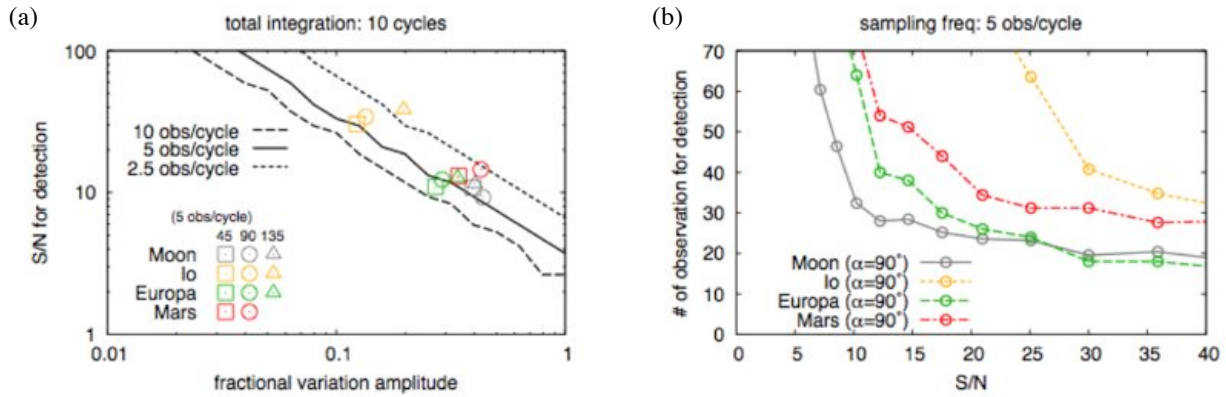 (a)
total integration: 10 cycles
S/N for detection
100
10
1
10 obs/cycle
5 obs/cycle
2.5 obs/cycle
(5 obs/cycle)
45 90 135
Moon
Io
Europa
Mars
0.01 0.1 1
fractional variation amplitude
(b)
sampling freq: 5 obs/cycle
# of observation for detection
70
60
50
40
30
20
10
0
Moon (α=90˚)
Io (α=90˚)
Europa (α=90˚)
Mars (α=90˚)
0 5 10 15 20 25 30 35 40
S/N